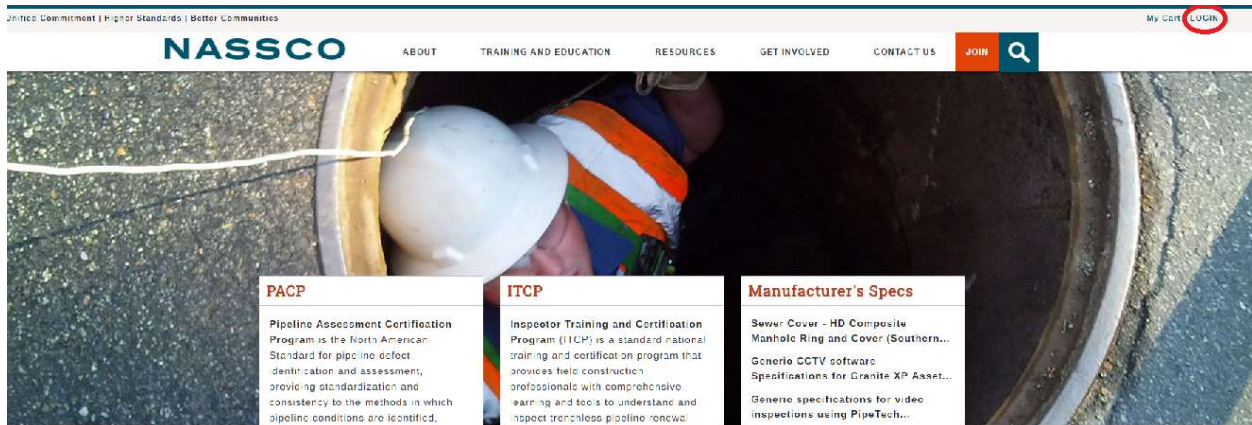 Unified Commitment | Higher Standards | Better Communities
My Cart LOGIN
NASSCO ABOUT TRAINING AND EDUCATION RESOURCES GET INVOLVED CONTACT US JOIN
PACP
Pipeline Assessment Certification
Program is the North American
Standard for pipeline defect
identification and assessment,
providing standardization and
consistency to the methods in which
pipeline conditions are identified,
ITCP
Inspector Training and Certification
Program (ITCP) is a standard national
training and certification program that
provides field construction
professionals with comprehensive
learning and tools to understand and
inspect trenchless pipeline renewal
Manufacturer's Specs
Sewer Cover - HD Composite
Manhole Ring and Cover (Southern...
Generic CCTV software
Specifications for Granite XP Asset...
Generic specifications for video
inspections using PipeTech...